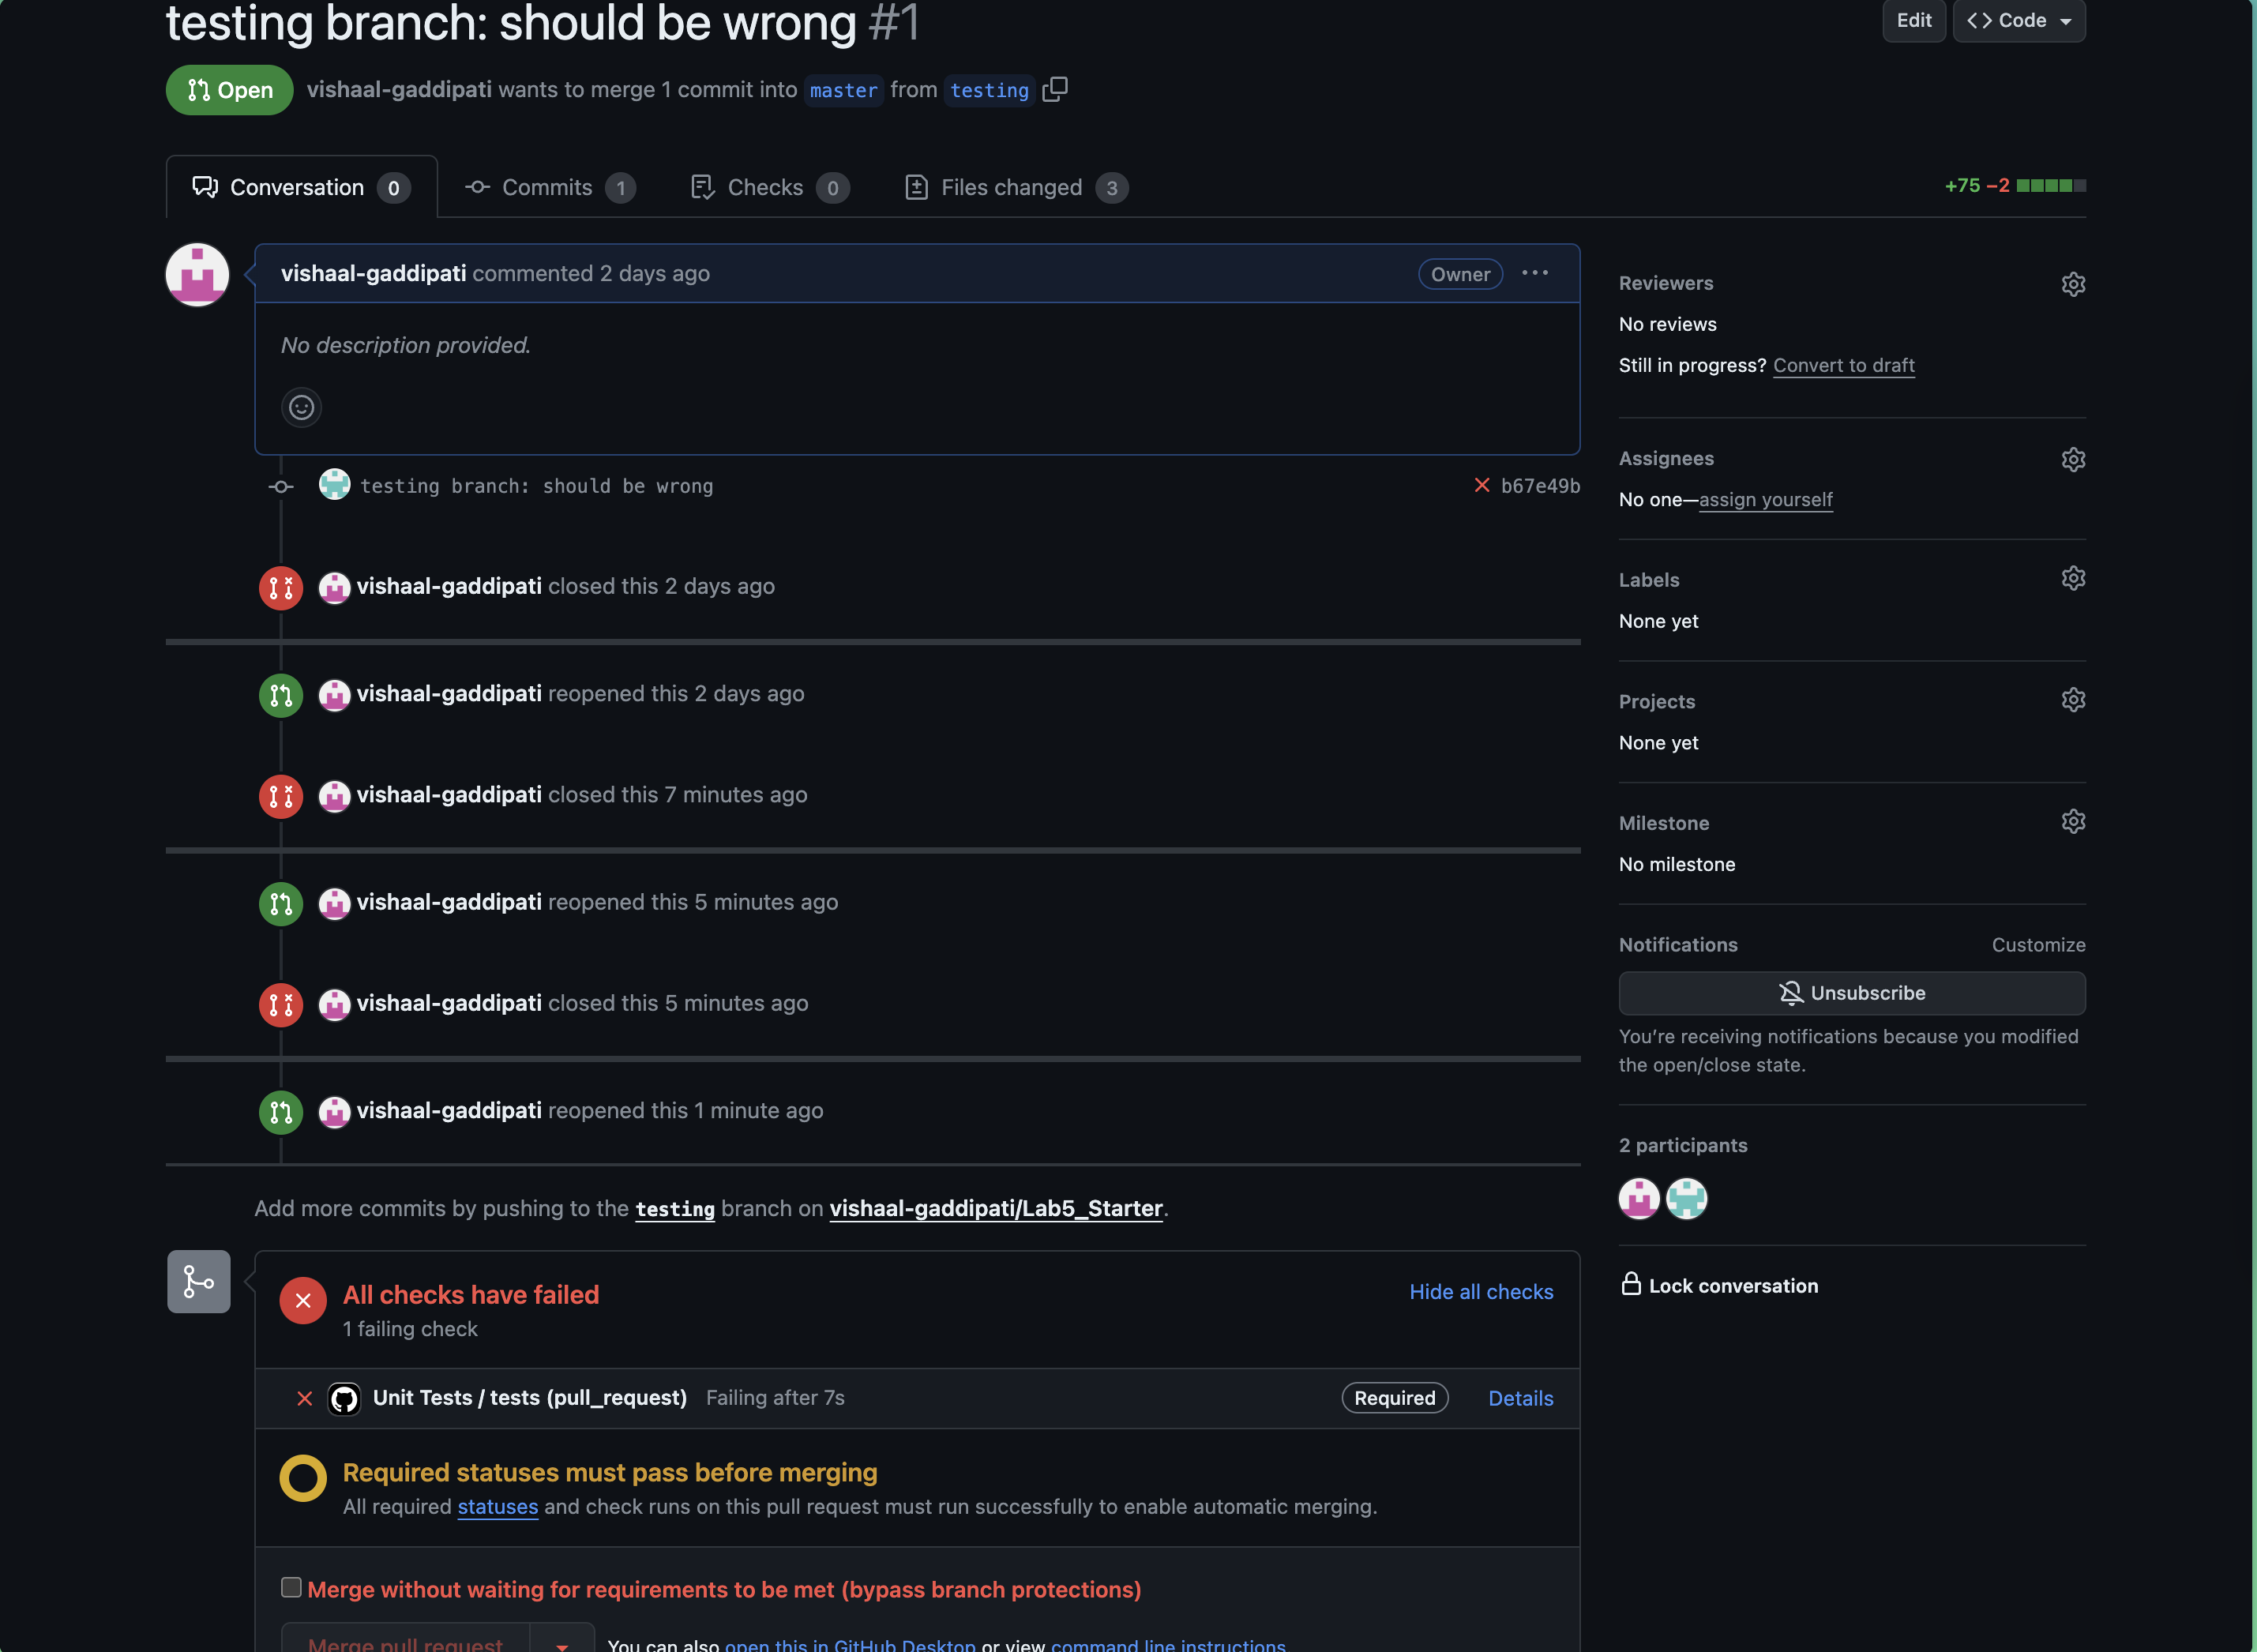 testing branch: should be wrong #1
Edit
<> Code
Open
vishaal-gaddipati wants to merge 1 commit into master from testing
Conversation 0
Commits 1
Checks 0
Files changed 3
+75 −2
vishaal-gaddipati commented 2 days ago
Owner
...
No description provided.
testing branch: should be wrong
b67e49b
vishaal-gaddipati closed this 2 days ago
vishaal-gaddipati reopened this 2 days ago
vishaal-gaddipati closed this 7 minutes ago
vishaal-gaddipati reopened this 5 minutes ago
vishaal-gaddipati closed this 5 minutes ago
vishaal-gaddipati reopened this 1 minute ago
Add more commits by pushing to the testing branch on vishaal-gaddipati/Lab5_Starter.
All checks have failed
1 failing check
Hide all checks
Unit Tests / tests (pull_request) Failing after 7s
Required
Details
Required statuses must pass before merging
All required statuses and check runs on this pull request must run successfully to enable automatic merging.
Merge without waiting for requirements to be met (bypass branch protections)
Merge pull request
You can also open this in GitHub Desktop or view command line instructions.
Reviewers
No reviews
Still in progress? Convert to draft
Assignees
No one—assign yourself
Labels
None yet
Projects
None yet
Milestone
No milestone
Notifications
Customize
Unsubscribe
You’re receiving notifications because you modified
the open/close state.
2 participants
Lock conversation